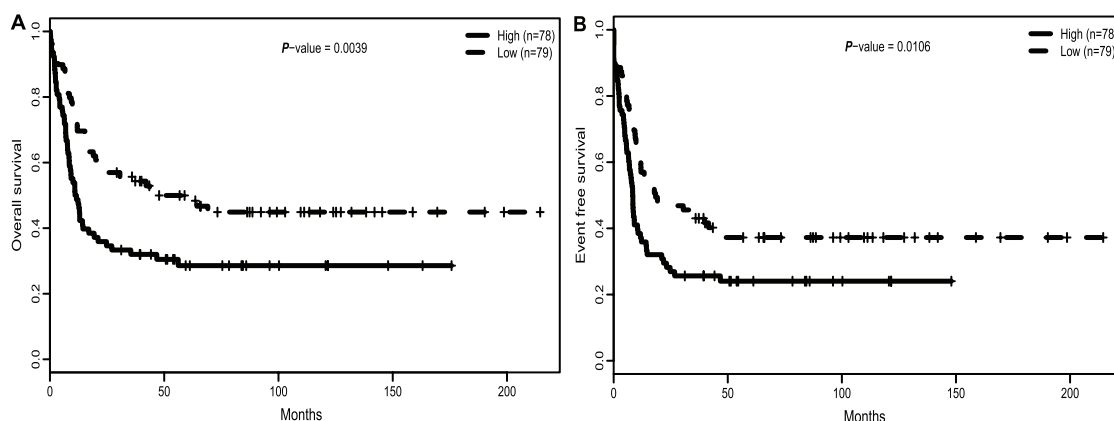 A
P−value = 0.0039
High (n=78)
Low (n=79)
Overall survival
1.0
0.8
0.6
0.4
0.2
0.0
0 50 100 150 200
Months
B
P−value = 0.0106
High (n=78
Low (n=79)
Event free survival
1.0
0.8
0.6
0.4
0.2
0.0
0 50 100 150 200
Months